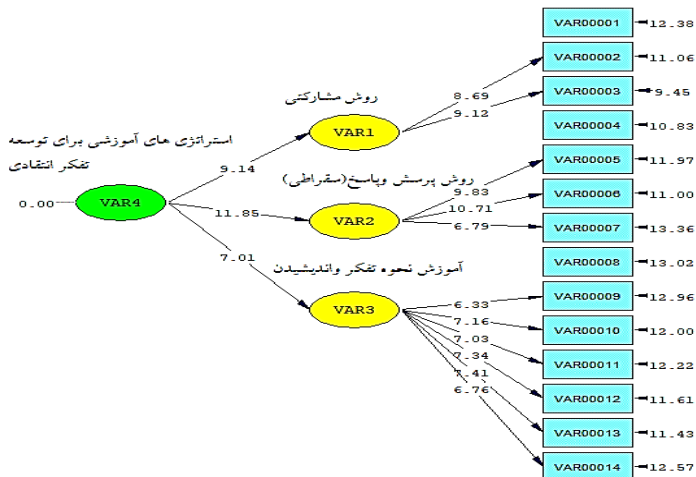 VAR00001 12.38
VAR00002 11.06
VAR00003 9.45
VAR00004 10.83
VAR00005 11.97
VAR00006 11.00
VAR00007 13.36
VAR00008 13.02
VAR00009 12.96
VAR00010 12.00
VAR00011 12.22
VAR00012 11.61
VAR00013 11.43
VAR00014 12.57
روش مشارکتی
VAR1
8.69
9.12
استراتژی های آموزشی برای توسعه
تفکر انتقادی
0.00
VAR4
9.14
11.85
7.01
روش پرسش وپاسخ(سقراطی)
VAR2
9.83
10.71
6.79
آموزش نحوه تفکر واندیشیدن
VAR3
6.33
7.16
7.03
7.34
7.41
6.76